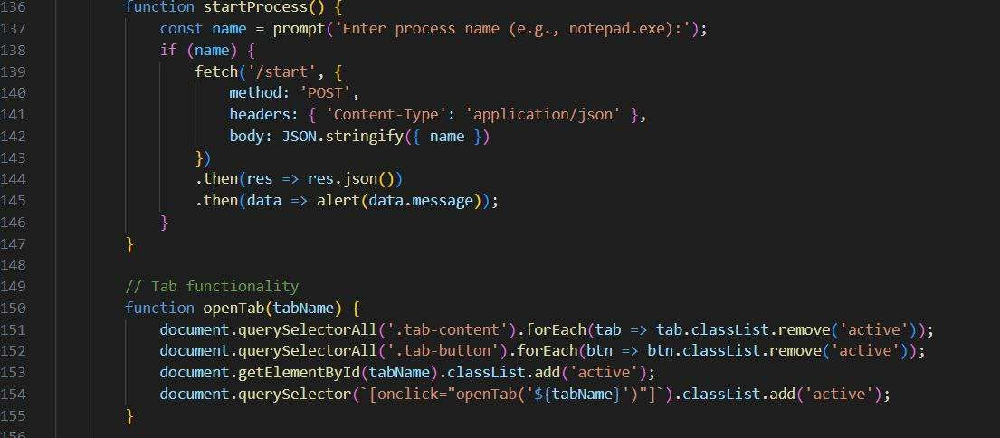 136 function startProcess() {
137 const name = prompt('Enter process name (e.g., notepad.exe):');
138 if (name) {
139 fetch('/start', {
140 method: 'POST',
141 headers: { 'Content-Type': 'application/json' },
142 body: JSON.stringify({ name })
143 })
144 .then(res => res.json())
145 .then(data => alert(data.message));
146 }
147 }
148
149 // Tab functionality
150 function openTab(tabName) {
151 document.querySelectorAll('.tab-content').forEach(tab => tab.classList.remove('active'));
152 document.querySelectorAll('.tab-button').forEach(btn => btn.classList.remove('active'));
153 document.getElementById(tabName).classList.add('active');
154 document.querySelector(`[onclick="openTab('${tabName}')"]`).classList.add('active');
155 }
156